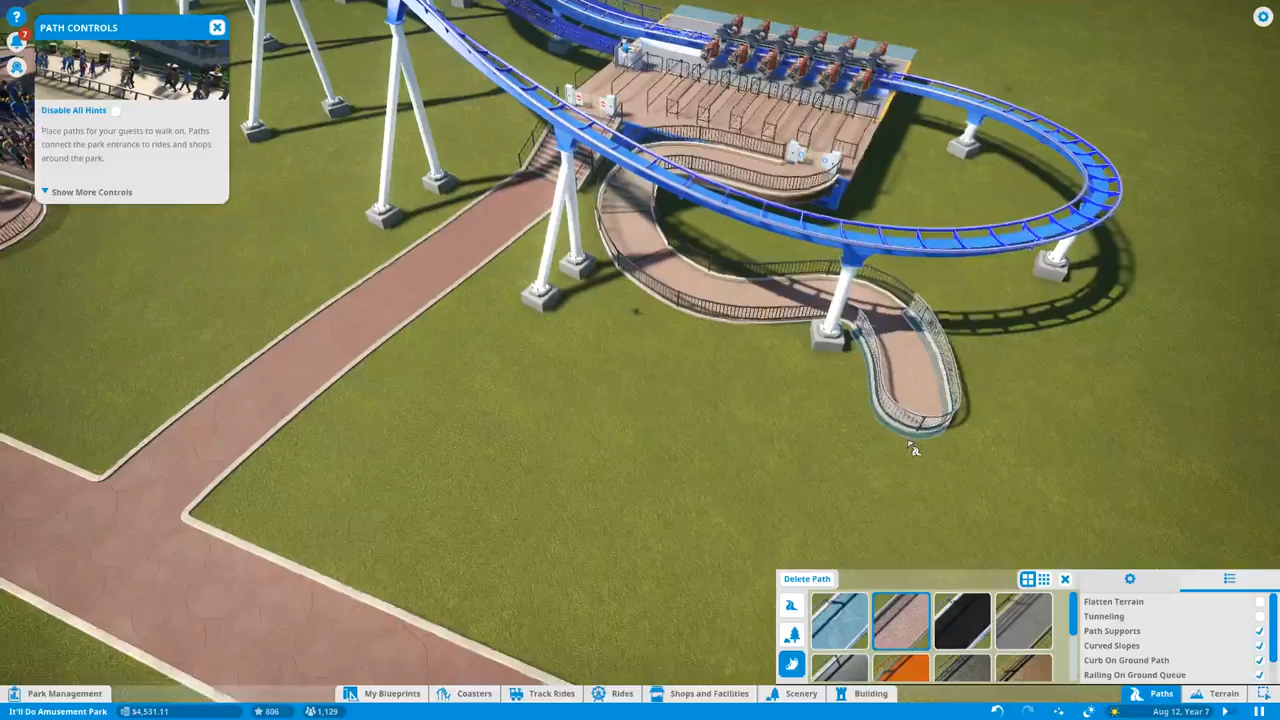 ?
7
PATH CONTROLS
Disable All Hints
Place paths for your guests to walk on. Paths
connect the park entrance to rides and shops
around the park.
Show More Controls
Delete Path
Flatten Terrain
Tunneling
Path Supports
Curved Slopes
Curb On Ground Path
Railing On Ground Queue
Park Management
My Blueprints
Coasters
Track Rides
Rides
Shops and Facilities
Scenery
Building
Paths
Terrain
It'll Do Amusement Park
$4,531.11
806
1,129
Aug 12, Year 7